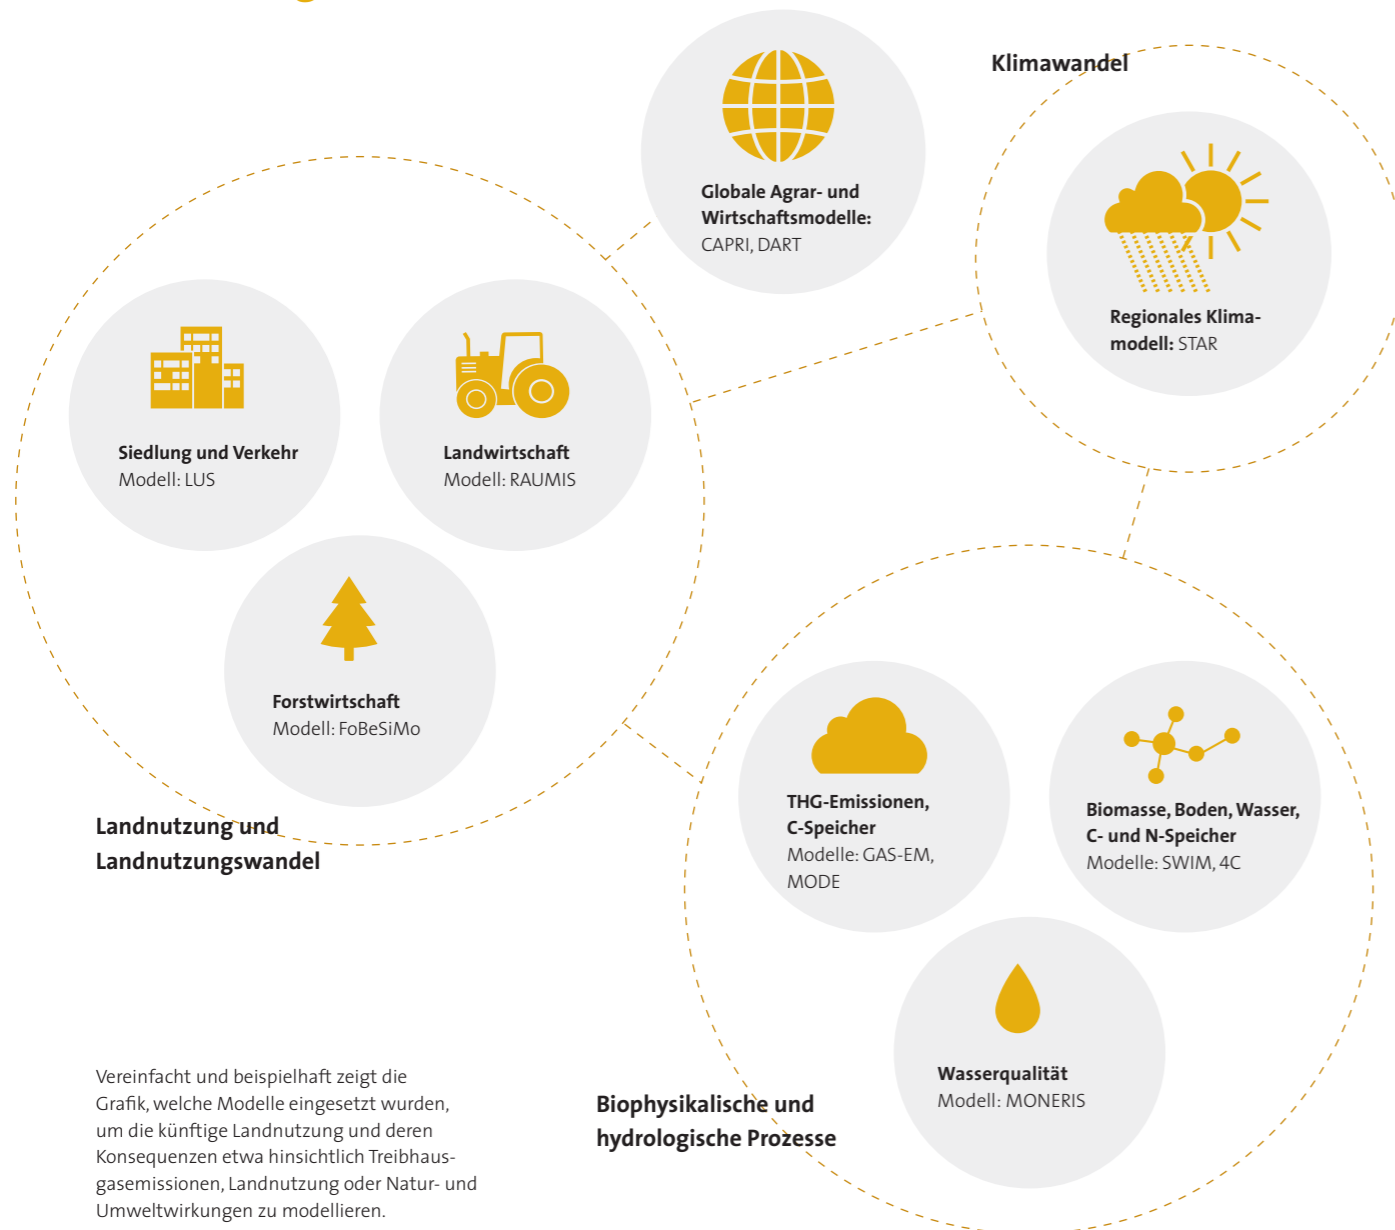 Klimawandel
Globale Agrar- und
Wirtschaftsmodelle:
CAPRI, DART
Regionales Klima-
modell: STAR
Siedlung und Verkehr
Modell: LUS
Landwirtschaft
Modell: RAUMIS
Forstwirtschaft
Modell: FoBeSiMo
Landnutzung und
Landnutzungswandel
THG-Emissionen,
C-Speicher
Modelle: GAS-EM,
MODE
Biomasse, Boden, Wasser,
C- und N-Speicher
Modelle: SWIM, 4C
Wasserqualität
Modell: MONERIS
Biophysikalische und
hydrologische Prozesse
Vereinfacht und beispielhaft zeigt die
Grafik, welche Modelle eingesetzt wurden,
um die künftige Landnutzung und deren
Konsequenzen etwa hinsichtlich Treibhaus-
gasemissionen, Landnutzung oder Natur- und
Umweltwirkungen zu modellieren.